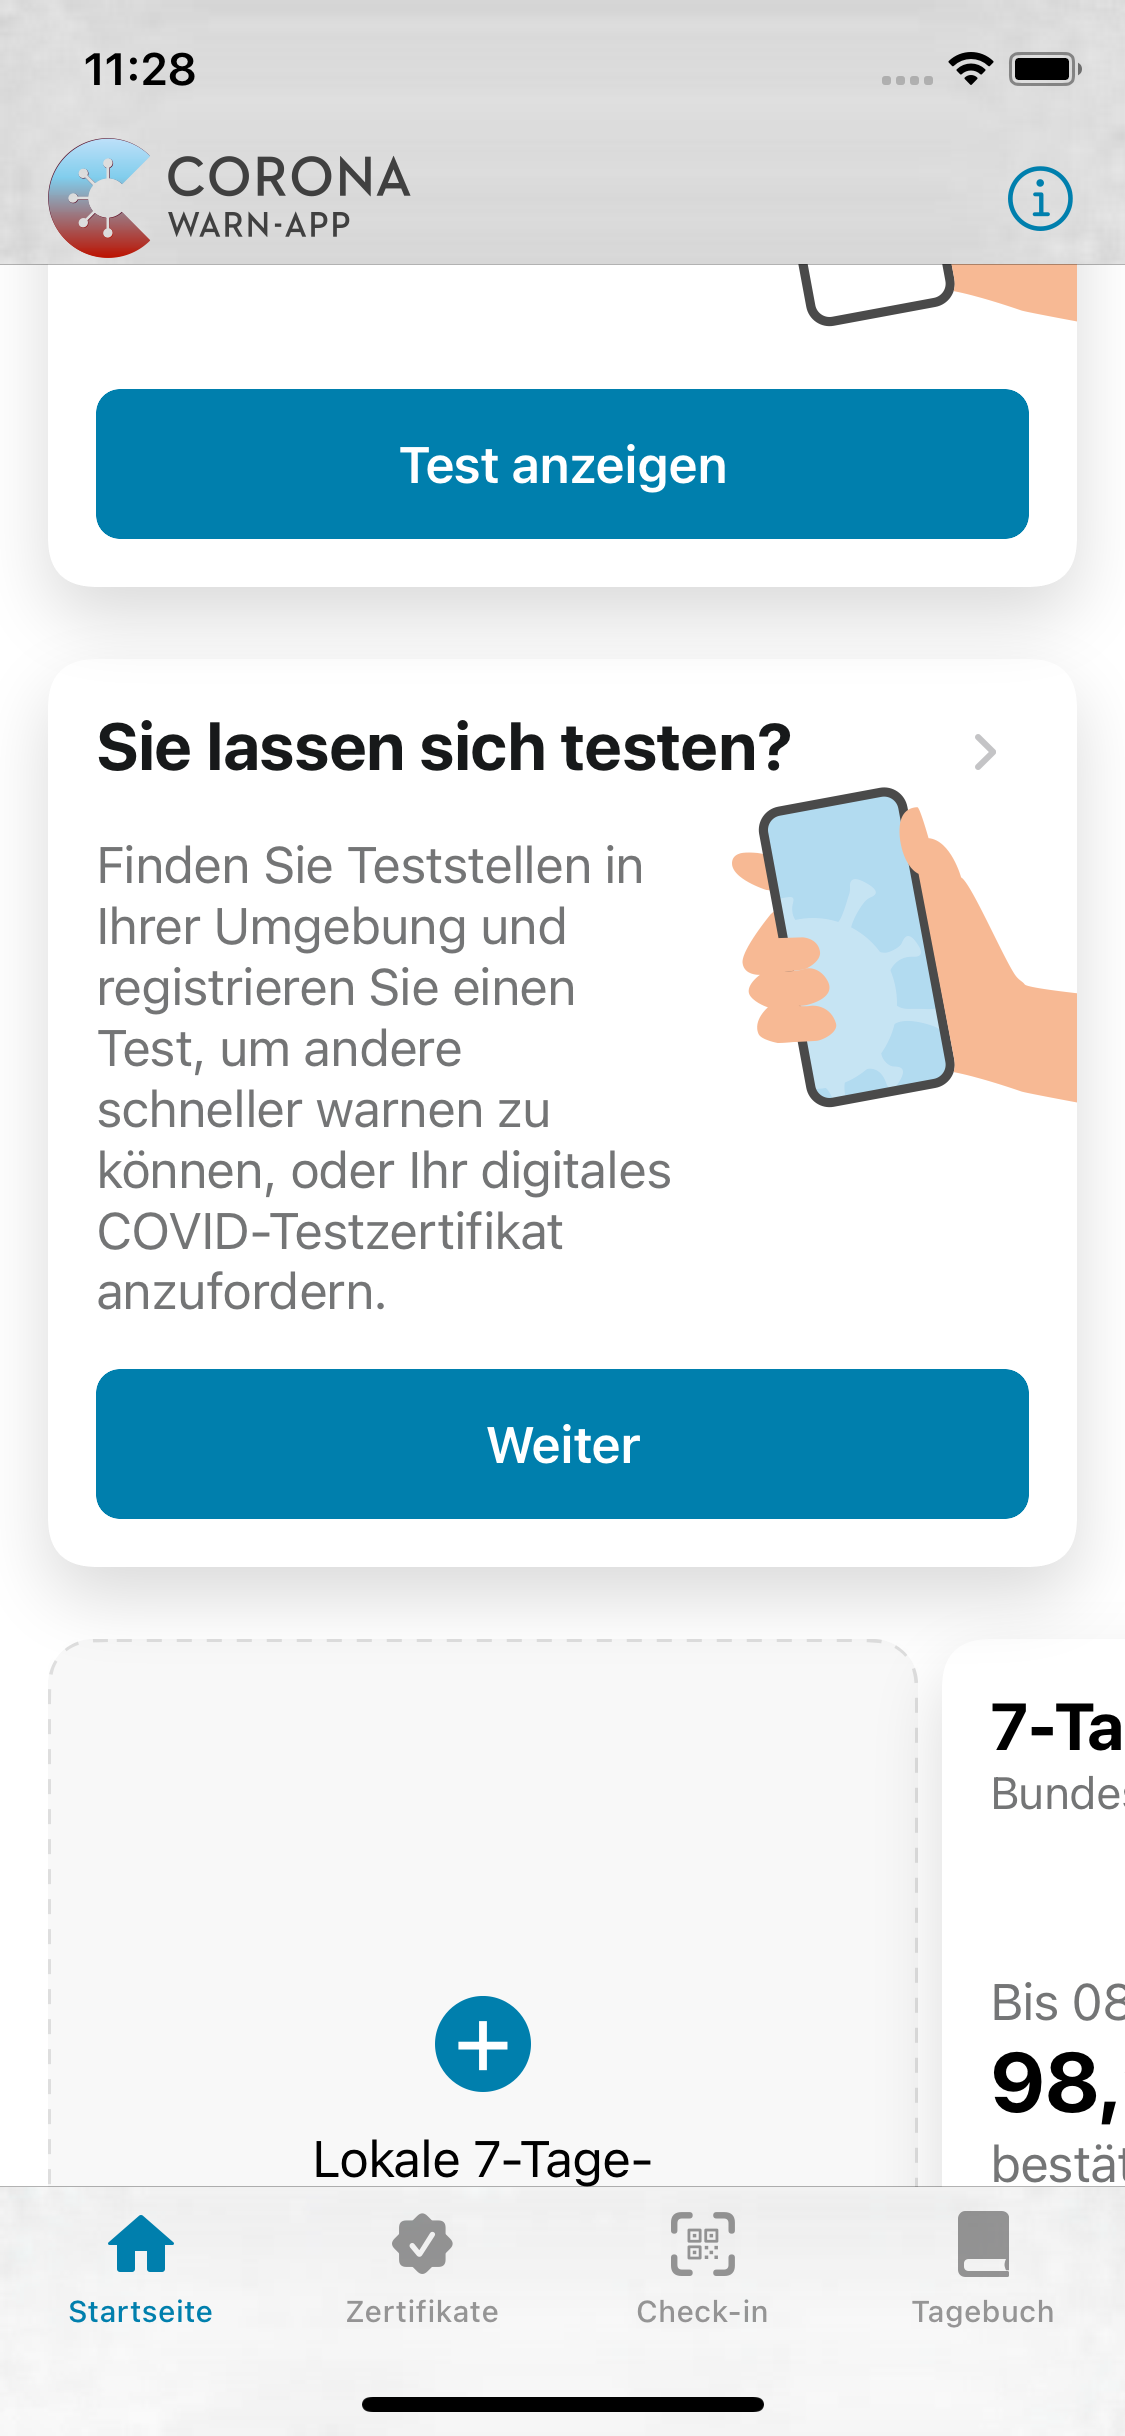 11:28
CORONA
WARN-APP
Test anzeigen
Sie lassen sich testen?
Finden Sie Teststellen in
Ihrer Umgebung und
registrieren Sie einen
Test, um andere
schneller warnen zu
können, oder Ihr digitales
COVID-Testzertifikat
anzufordern.
Weiter
7-Ta
Bundes
Bis 08
98,
bestät
Lokale 7-Tage-
Startseite
Zertifikate
Check-in
Tagebuch